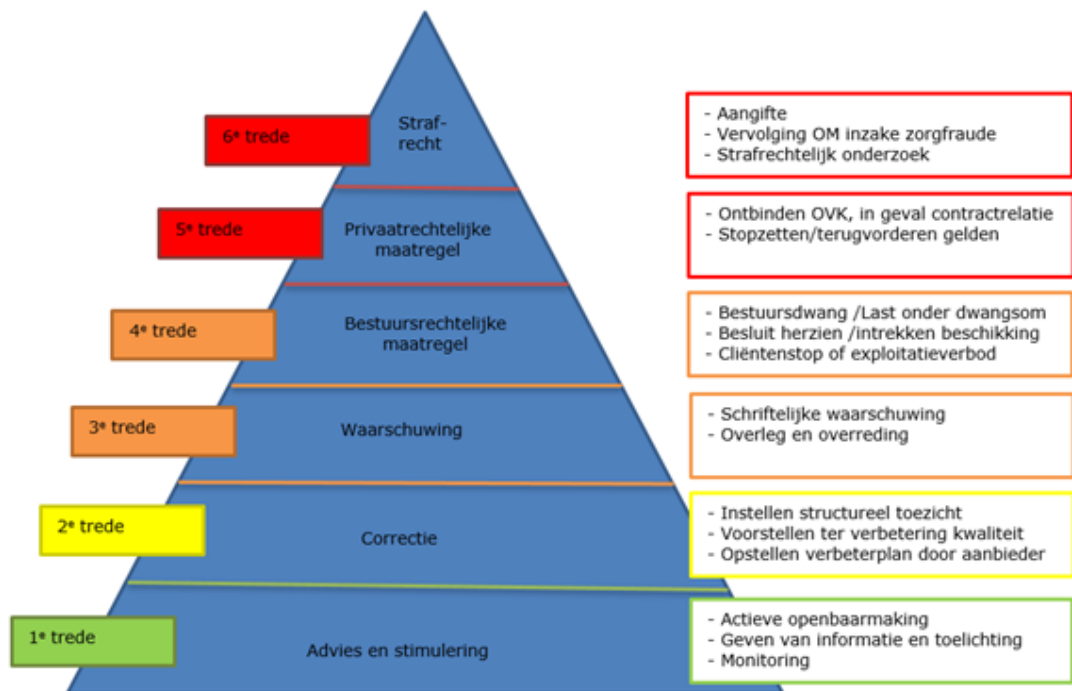 6e trede
Straf-
recht
- Aangifte
- Vervolging OM inzake zorgfraude
- Strafrechtelijk onderzoek
5e trede
Privaatrechtelijke
maatregel
- Ontbinden OVK, in geval contractrelatie
- Stopzetten/terugvorderen gelden
4e trede
Bestuursrechtelijke
maatregel
- Bestuursdwang /Last onder dwangsom
- Besluit herzien /intrekken beschikking
- Cliëntenstop of exploitatieverbod
3e trede
Waarschuwing
- Schriftelijke waarschuwing
- Overleg en overreding
2e trede
Correctie
- Instellen structureel toezicht
- Voorstellen ter verbetering kwaliteit
- Opstellen verbeterplan door aanbieder
1e trede
Advies en stimulering
- Actieve openbaarmaking
- Geven van informatie en toelichting
- Monitoring